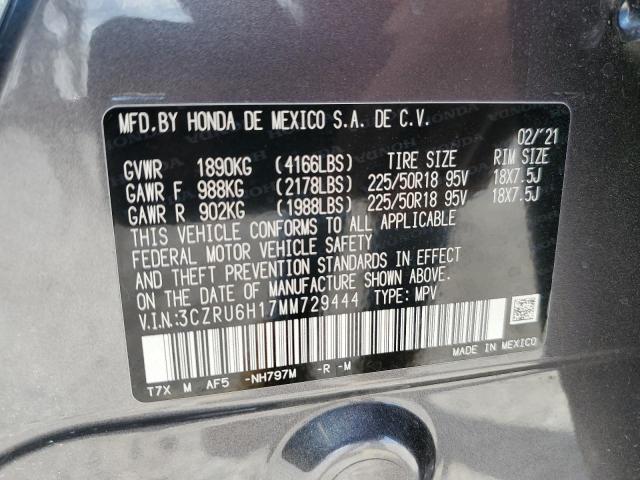 MFD.BY HONDA DE MEXICO S.A. DE C.V.
02/'21
GVWR 1890KG (4166LBS) TIRE SIZE RIM SIZE
GAWR F 988KG (2178LBS) 225/50R18 95V 18X7.5J
GAWR R 902KG (1988LBS) 225/50R18 95V 18X7.5J
THIS VEHICLE CONFORMS TO ALL APPLICABLE
FEDERAL MOTOR VEHICLE SAFETY
AND THEFT PREVENTION STANDARDS IN EFFECT
ON THE DATE OF MANUFACTURE SHOWN ABOVE.
V.I.N.:3CZRU6H17MM729444 TYPE: MPV
MADE IN MEXICO
T7X M AF5 -NH797M -R -M